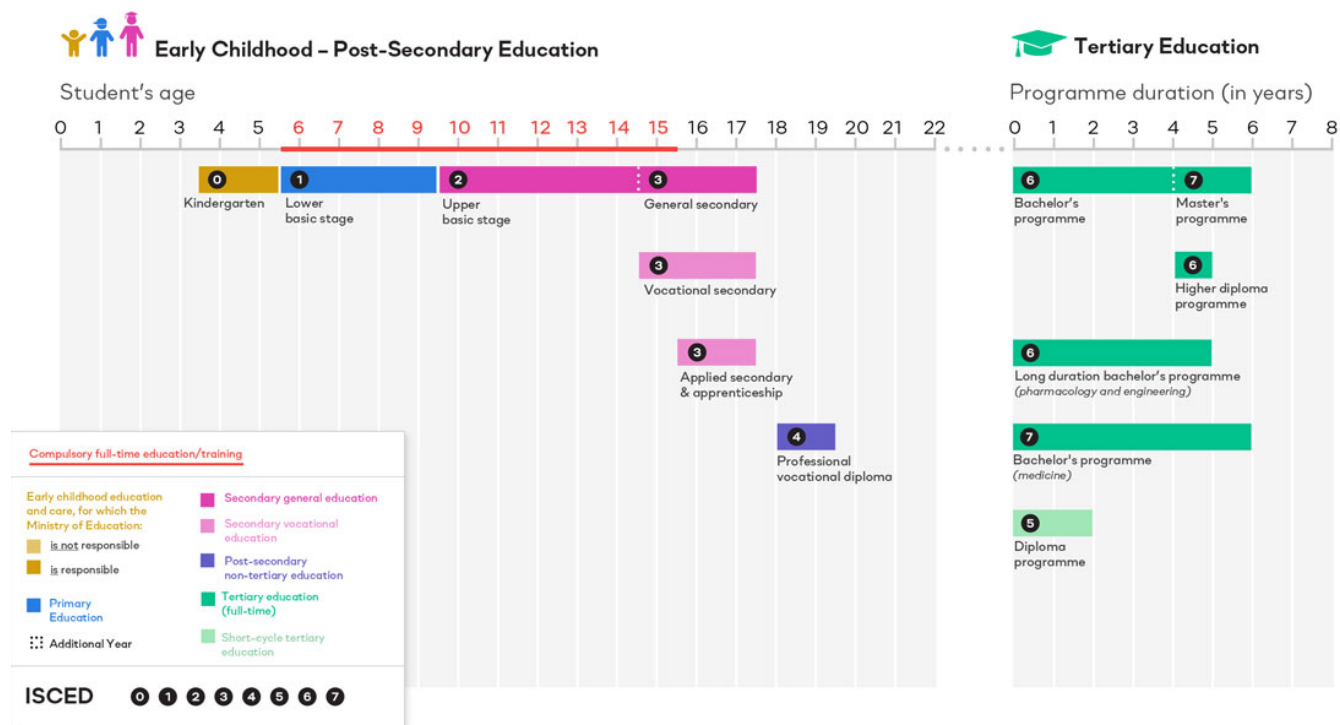 Early Childhood – Post-Secondary Education
Student's age
0 1 2 3 4 5 6 7 8 9 10 11 12 13 14 15 16 17 18 19 20 21 22
0
Kindergarten
1
Lower
basic stage
2
Upper
basic stage
3
General secondary
3
Vocational secondary
3
Applied secondary
& apprenticeship
4
Professional
vocational diploma
Tertiary Education
Programme duration (in years)
0 1 2 3 4 5 6 7 8
6
Bachelor's
programme
7
Master's
programme
6
Higher diploma
programme
6
Long duration bachelor's programme
(pharmacology and engineering)
7
Bachelor's programme
(medicine)
5
Diploma
programme
Compulsory full-time education/training
Early childhood education
and care, for which the
Ministry of Education:
is not responsible
is responsible
Primary
Education
Additional Year
Secondary general education
Secondary vocational
education
Post-secondary
non-tertiary education
Tertiary education
(full-time)
Short-cycle tertiary
education
ISCED 0 1 2 3 4 5 6 7